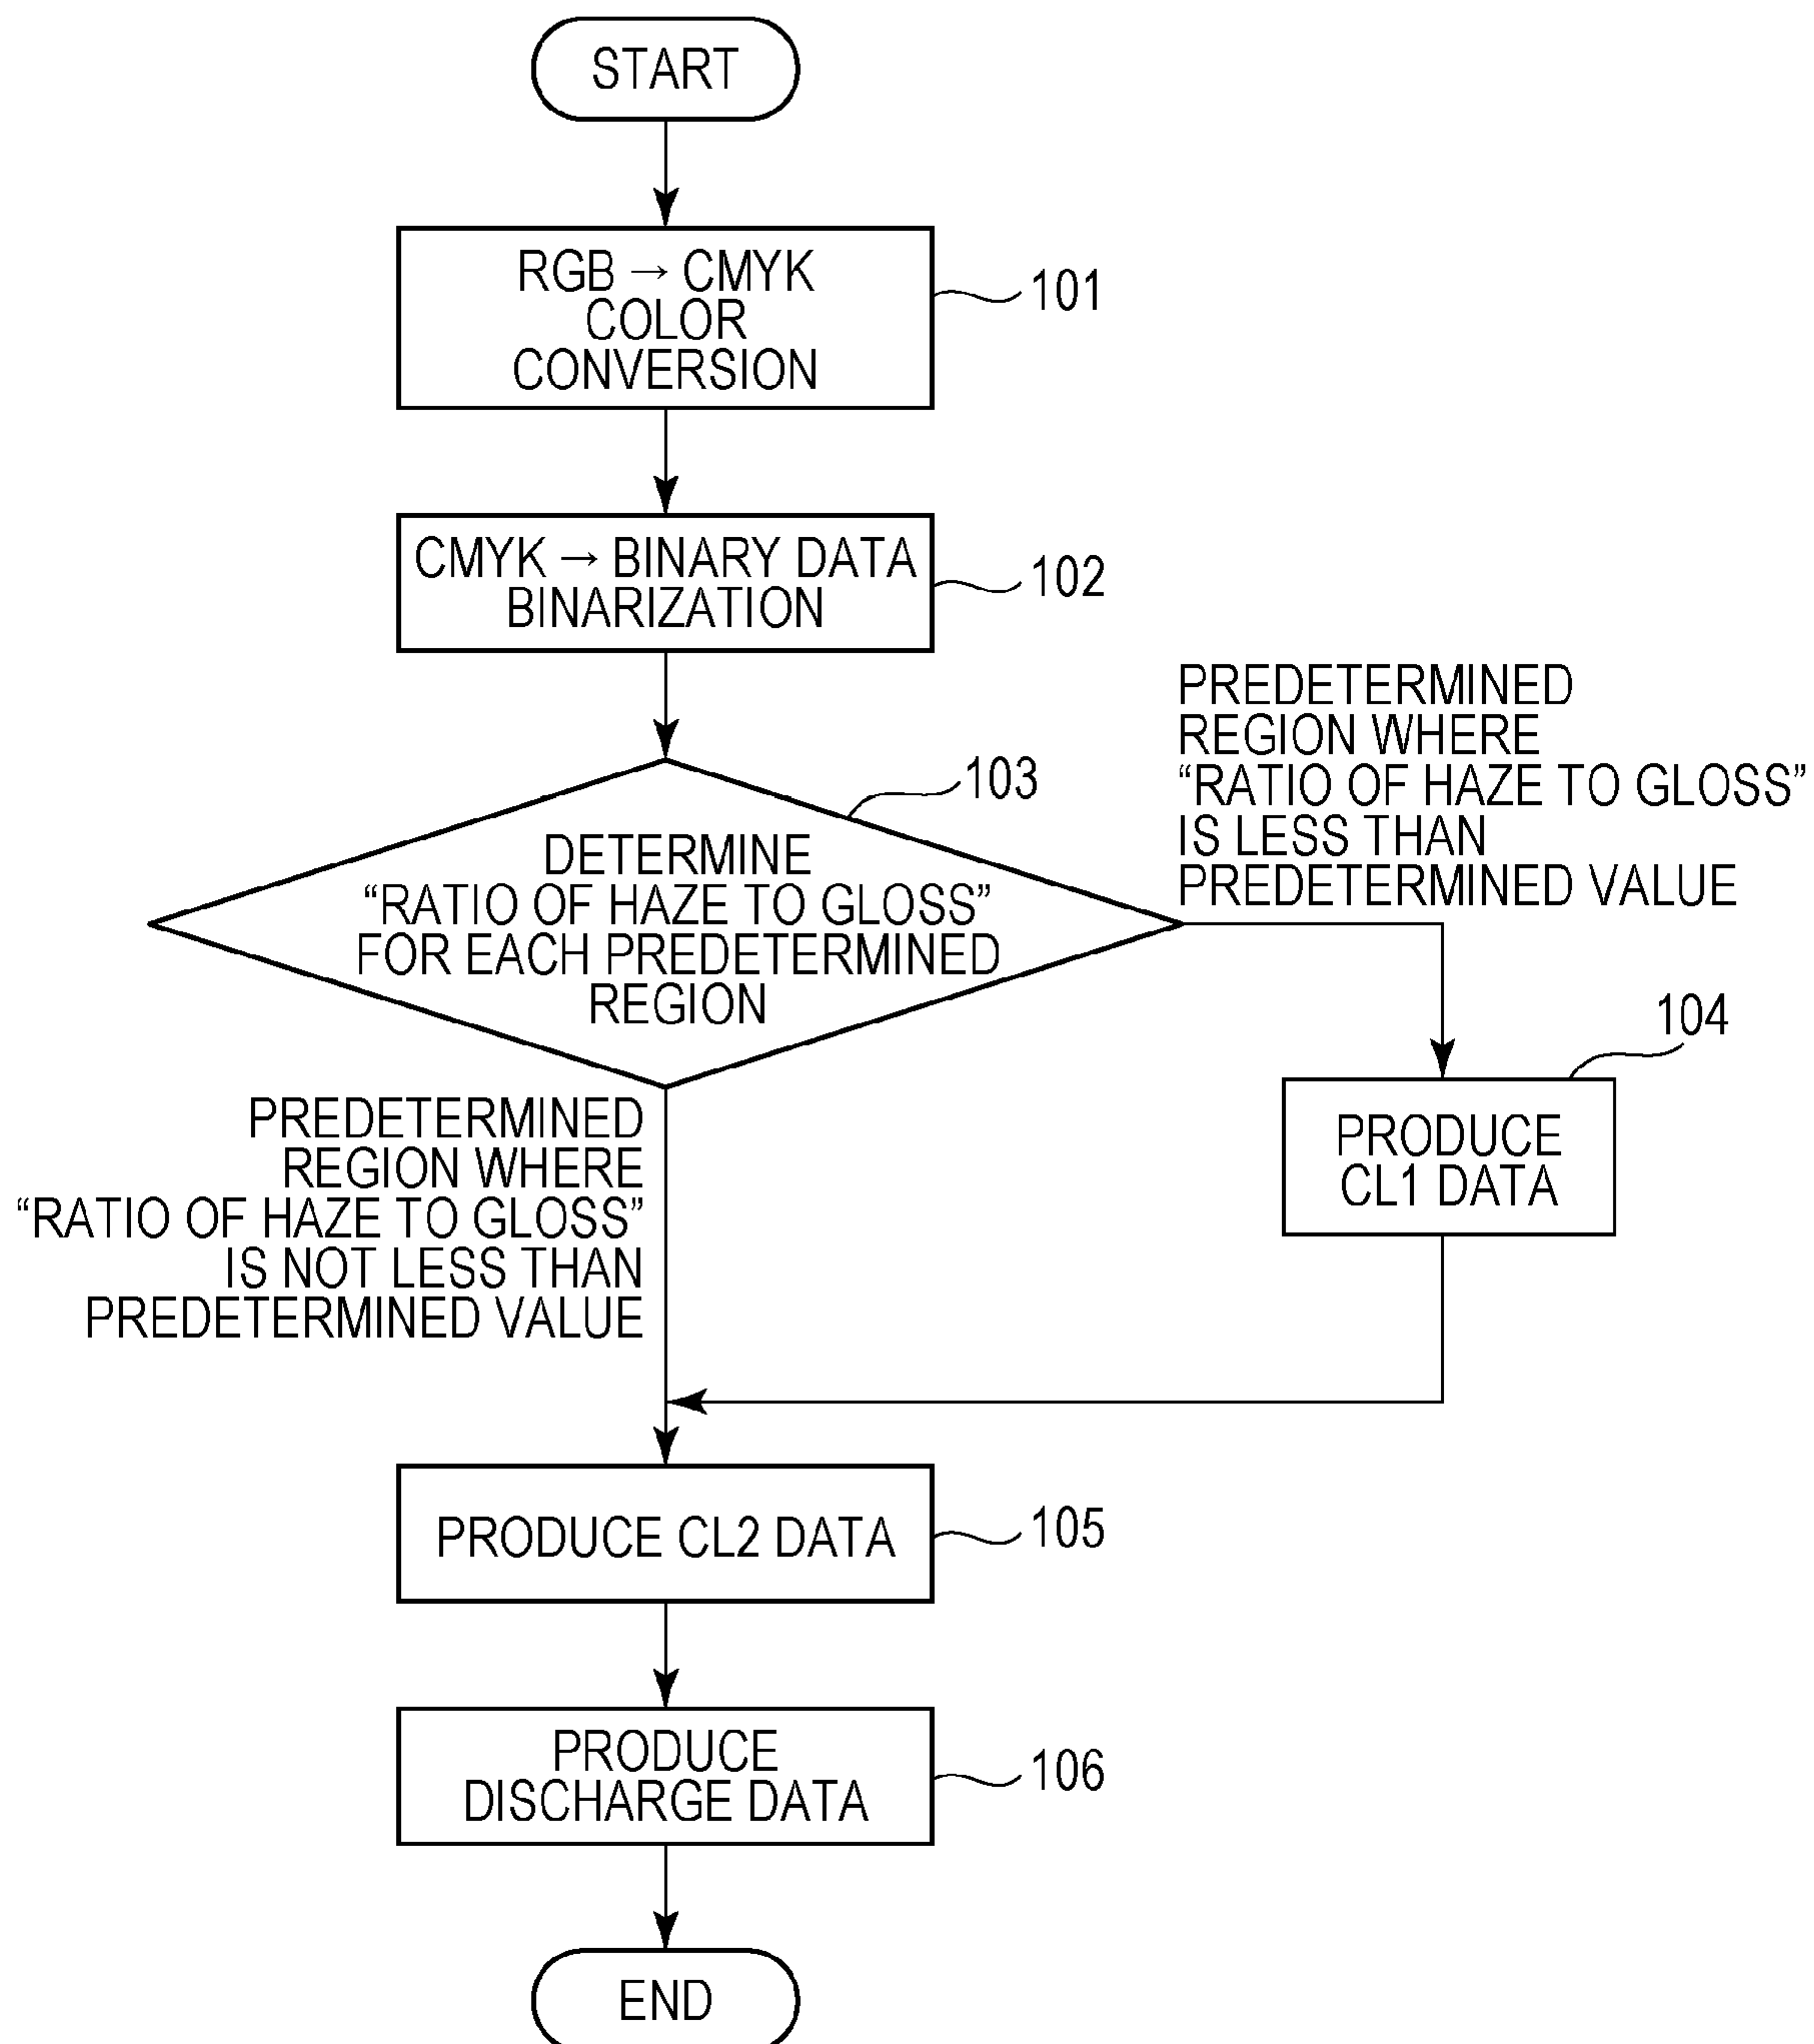 START
RGB → CMYK
COLOR
CONVERSION
101
CMYK → BINARY DATA
BINARIZATION
102
PREDETERMINED
REGION WHERE
“RATIO OF HAZE TO GLOSS”
IS LESS THAN
PREDETERMINED VALUE
103
DETERMINE
“RATIO OF HAZE TO GLOSS”
FOR EACH PREDETERMINED
REGION
104
PRODUCE
CL1 DATA
PREDETERMINED
REGION WHERE
“RATIO OF HAZE TO GLOSS”
IS NOT LESS THAN
PREDETERMINED VALUE
PRODUCE CL2 DATA
105
PRODUCE
DISCHARGE DATA
106
END